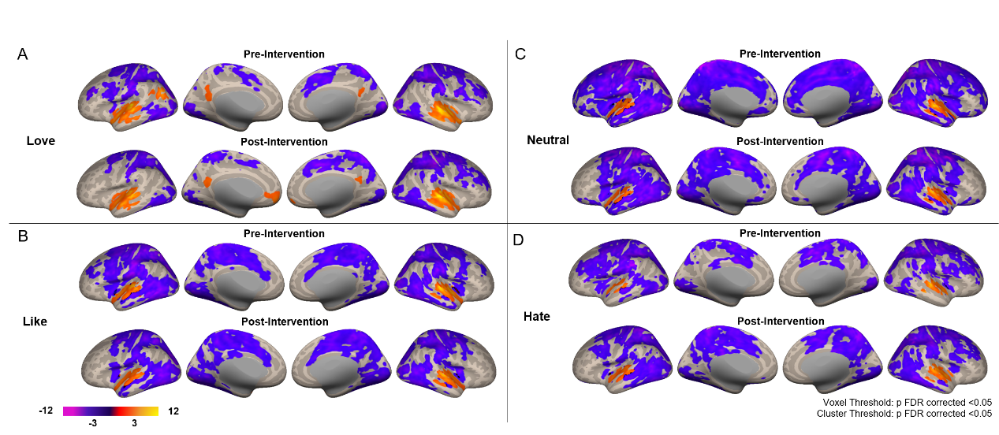 A
Pre-Intervention
Love
Post-Intervention
B
Pre-Intervention
Like
Post-Intervention
-12
12
-3
3
C
Pre-Intervention
Neutral
Post-Intervention
D
Pre-Intervention
Hate
Post-Intervention
Voxel Threshold: p FDR corrected <0.05
Cluster Threshold: p FDR corrected <0.05